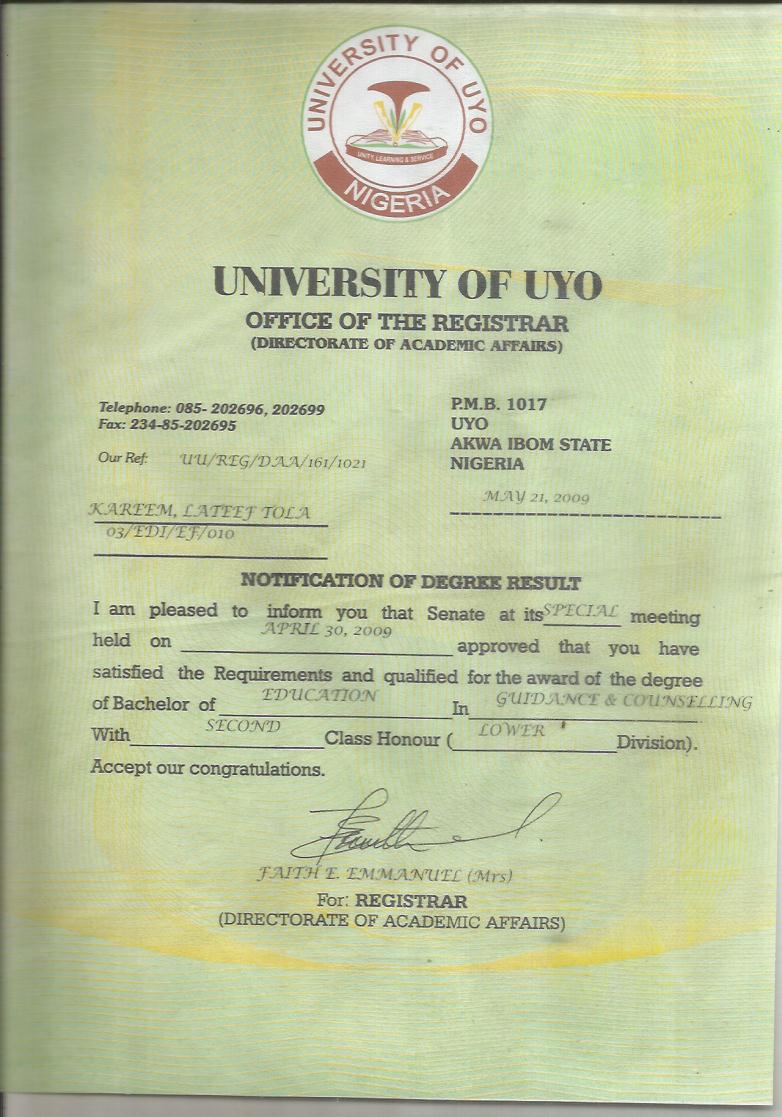 UNIVERSITY OF UYO
UNITY, LEARNING & SERVICE
NIGERIA
UNIVERSITY OF UYO
OFFICE OF THE REGISTRAR
(DIRECTORATE OF ACADEMIC AFFAIRS)
Telephone: 085- 202696, 202699
Fax: 234-85-202695
Our Ref: UU/REG/DAA/161/1021
P.M.B. 1017
UYO
AKWA IBOM STATE
NIGERIA
MAY 21, 2009
KAREEM, LATEEF TOLA
03/EDI/EF/010
NOTIFICATION OF DEGREE RESULT
I am pleased to inform you that Senate at its SPECIAL meeting
held on APRIL 30, 2009 approved that you have
satisfied the Requirements and qualified for the award of the degree
of Bachelor of EDUCATION In GUIDANCE & COUNSELLING
With SECOND Class Honour ( LOWER Division).
Accept our congratulations.
FAITH E. EMMANUEL (Mrs)
For: REGISTRAR
(DIRECTORATE OF ACADEMIC AFFAIRS)